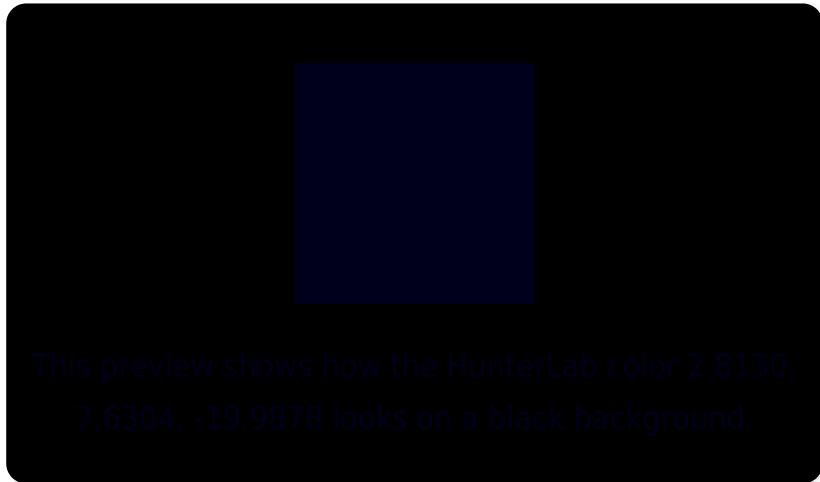 This preview shows how the HunterLab color 2.8130,
7.6304, -19.9878 looks on a black background.